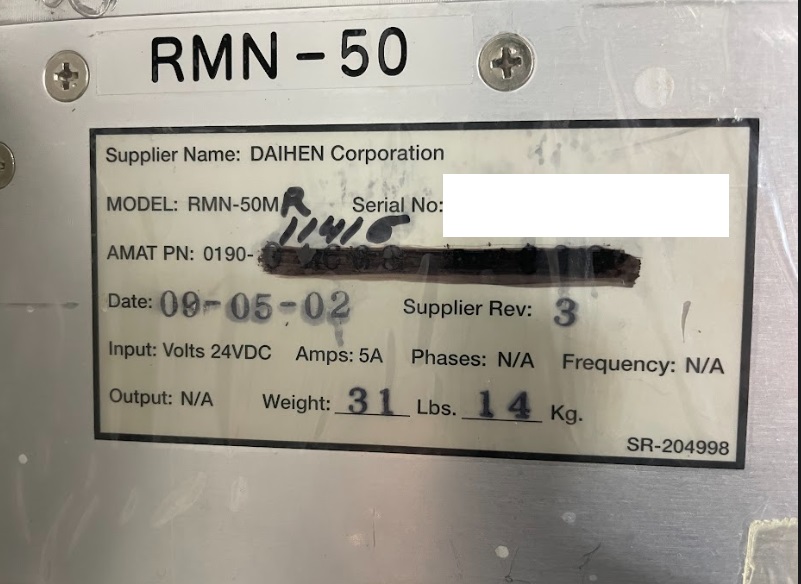 RMN-50
Supplier Name: DAIHEN Corporation
MODEL: RMN-50MR Serial No:
11416
AMAT PN: 0190-
Date: 09-05-02 Supplier Rev: 3
Input: Volts 24VDC Amps: 5A Phases: N/A Frequency: N/A
Output: N/A Weight: 31 Lbs. 14 Kg.
SR-204998